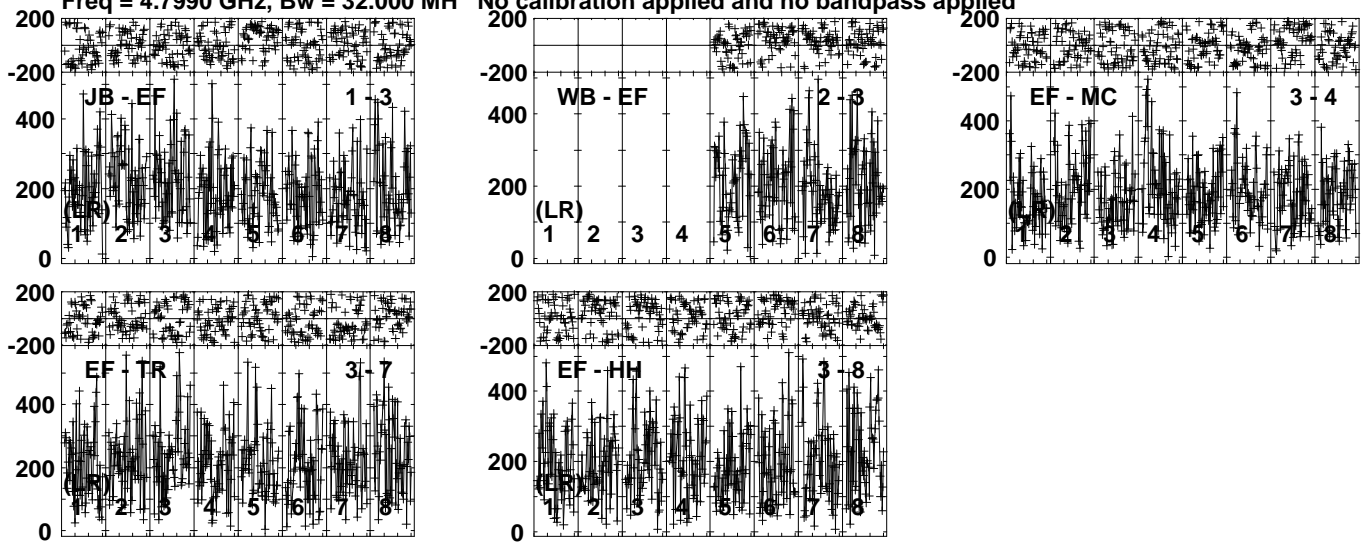 Freq = 4.7990 GHz, Bw = 32.000 MH No calibration applied and no bandpass applied
200
-200
JB - EF 1 - 3
400
200
(LR)
1 2 3 4 5 6 7 8
0
200
-200
WB - EF 2 - 3
400
200
(LR)
1 2 3 4 5 6 7 8
0
200
-200
EF - MC 3 - 4
400
200
(LR)
1 2 3 4 5 6 7 8
0
200
-200
EF - TR 3 - 7
400
200
(LR)
1 2 3 4 5 6 7 8
0
200
-200
EF - HH 3 - 8
400
200
(LR)
1 2 3 4 5 6 7 8
0